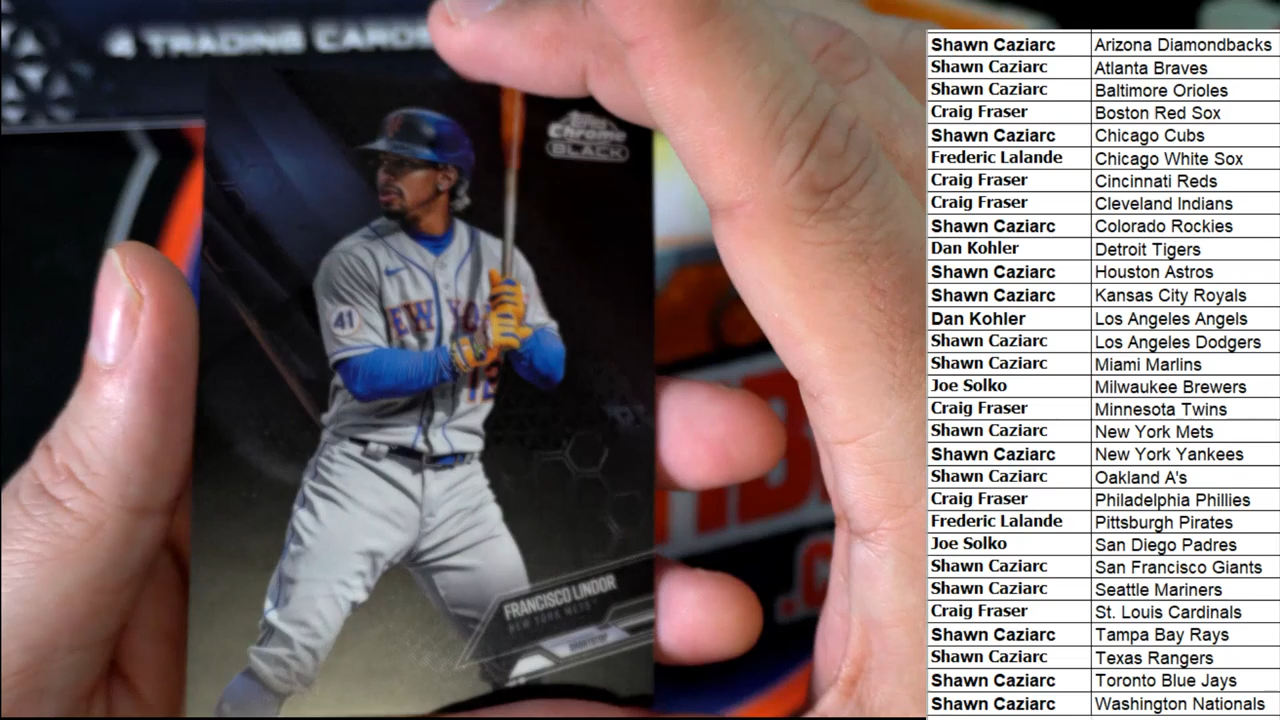 4 TRADING CARDS
Topps
Chrome
BLACK
41
NEW YORK
12
FRANCISCO LINDOR
NEW YORK METS
SHORTSTOP
Shawn Caziarc Arizona Diamondbacks
Shawn Caziarc Atlanta Braves
Shawn Caziarc Baltimore Orioles
Craig Fraser Boston Red Sox
Shawn Caziarc Chicago Cubs
Frederic Lalande Chicago White Sox
Craig Fraser Cincinnati Reds
Craig Fraser Cleveland Indians
Shawn Caziarc Colorado Rockies
Dan Kohler Detroit Tigers
Shawn Caziarc Houston Astros
Shawn Caziarc Kansas City Royals
Dan Kohler Los Angeles Angels
Shawn Caziarc Los Angeles Dodgers
Shawn Caziarc Miami Marlins
Joe Solko Milwaukee Brewers
Craig Fraser Minnesota Twins
Shawn Caziarc New York Mets
Shawn Caziarc New York Yankees
Shawn Caziarc Oakland A's
Craig Fraser Philadelphia Phillies
Frederic Lalande Pittsburgh Pirates
Joe Solko San Diego Padres
Shawn Caziarc San Francisco Giants
Shawn Caziarc Seattle Mariners
Craig Fraser St. Louis Cardinals
Shawn Caziarc Tampa Bay Rays
Shawn Caziarc Texas Rangers
Shawn Caziarc Toronto Blue Jays
Shawn Caziarc Washington Nationals